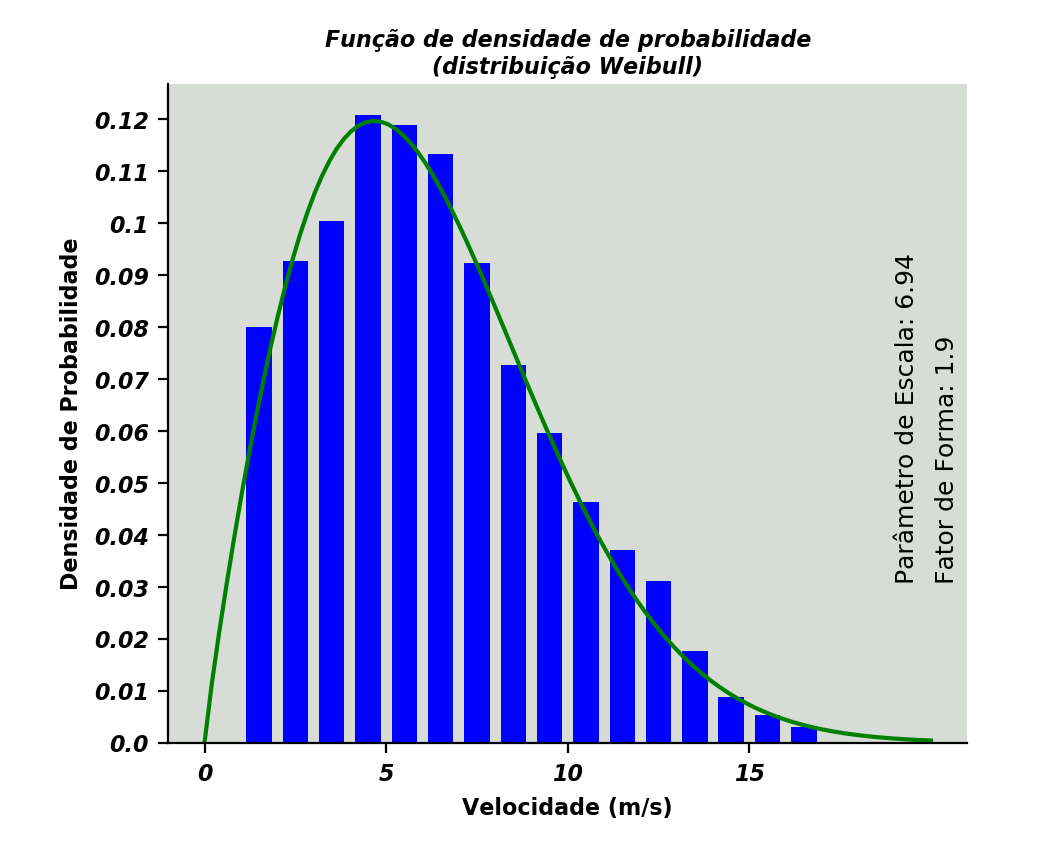 Função de densidade de probabilidade
(distribuição Weibull)
Densidade de Probabilidade
0.12
0.11
0.1
0.09
0.08
0.07
0.06
0.05
0.04
0.03
0.02
0.01
0.0
0
5
10
15
Velocidade (m/s)
Parâmetro de Escala: 6.94
Fator de Forma: 1.9